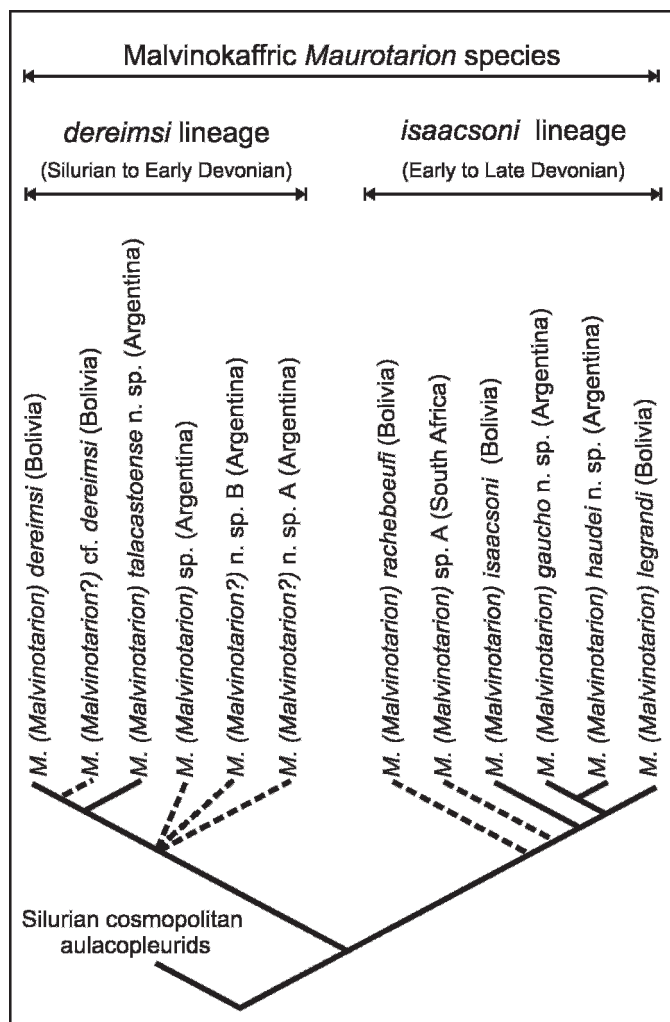 Malvinokaffric Maurotarion species
dereimsi lineage
(Silurian to Early Devonian)
isaacsoni lineage
(Early to Late Devonian)
M. (Malvinotarion) dereimsi (Bolivia)
M. (Malvinotarion?) cf. dereimsi (Bolivia)
M. (Malvinotarion) talacastoense n. sp. (Argentina)
M. (Malvinotarion) sp. (Argentina)
M. (Malvinotarion?) n. sp. B (Argentina)
M. (Malvinotarion?) n. sp. A (Argentina)
M. (Malvinotarion) racheboeufi (Bolivia)
M. (Malvinotarion) sp. A (South Africa)
M. (Malvinotarion) isaacsoni (Bolivia)
M. (Malvinotarion) gaucho n. sp. (Argentina)
M. (Malvinotarion) haudei n. sp. (Argentina)
M. (Malvinotarion) legrandi (Bolivia)
Silurian cosmopolitan
aulacopleurids